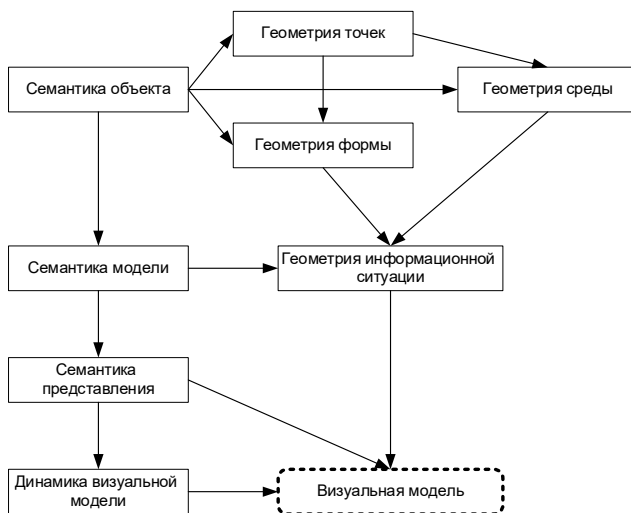 Геометрия точек
Семантика объекта
Геометрия среды
Геометрия формы
Семантика модели
Геометрия информационной
ситуации
Семантика
представления
Динамика визуальной
модели
Визуальная модель